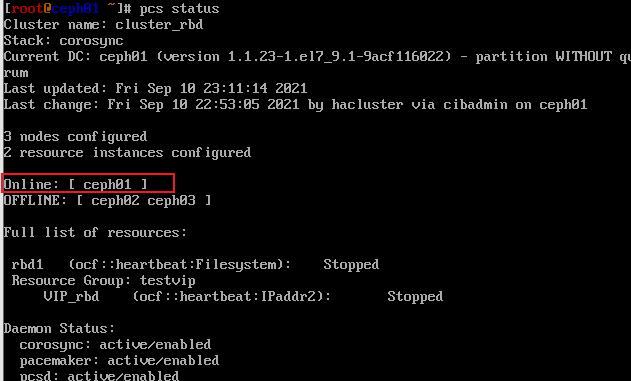 [root@ceph01 ~]# pcs status
Cluster name: cluster_rbd
Stack: corosync
Current DC: ceph01 (version 1.1.23-1.el7_9.1-9acf116022) - partition WITHOUT quo
rum
Last updated: Fri Sep 10 23:11:14 2021
Last change: Fri Sep 10 22:53:05 2021 by hacluster via cibadmin on ceph01
3 nodes configured
2 resource instances configured
Online: [ ceph01 ]
OFFLINE: [ ceph02 ceph03 ]
Full list of resources:
rbd1 (ocf::heartbeat:Filesystem): Stopped
Resource Group: testvip
VIP_rbd (ocf::heartbeat:IPaddr2): Stopped
Daemon Status:
corosync: active/enabled
pacemaker: active/enabled
pcsd: active/enabled